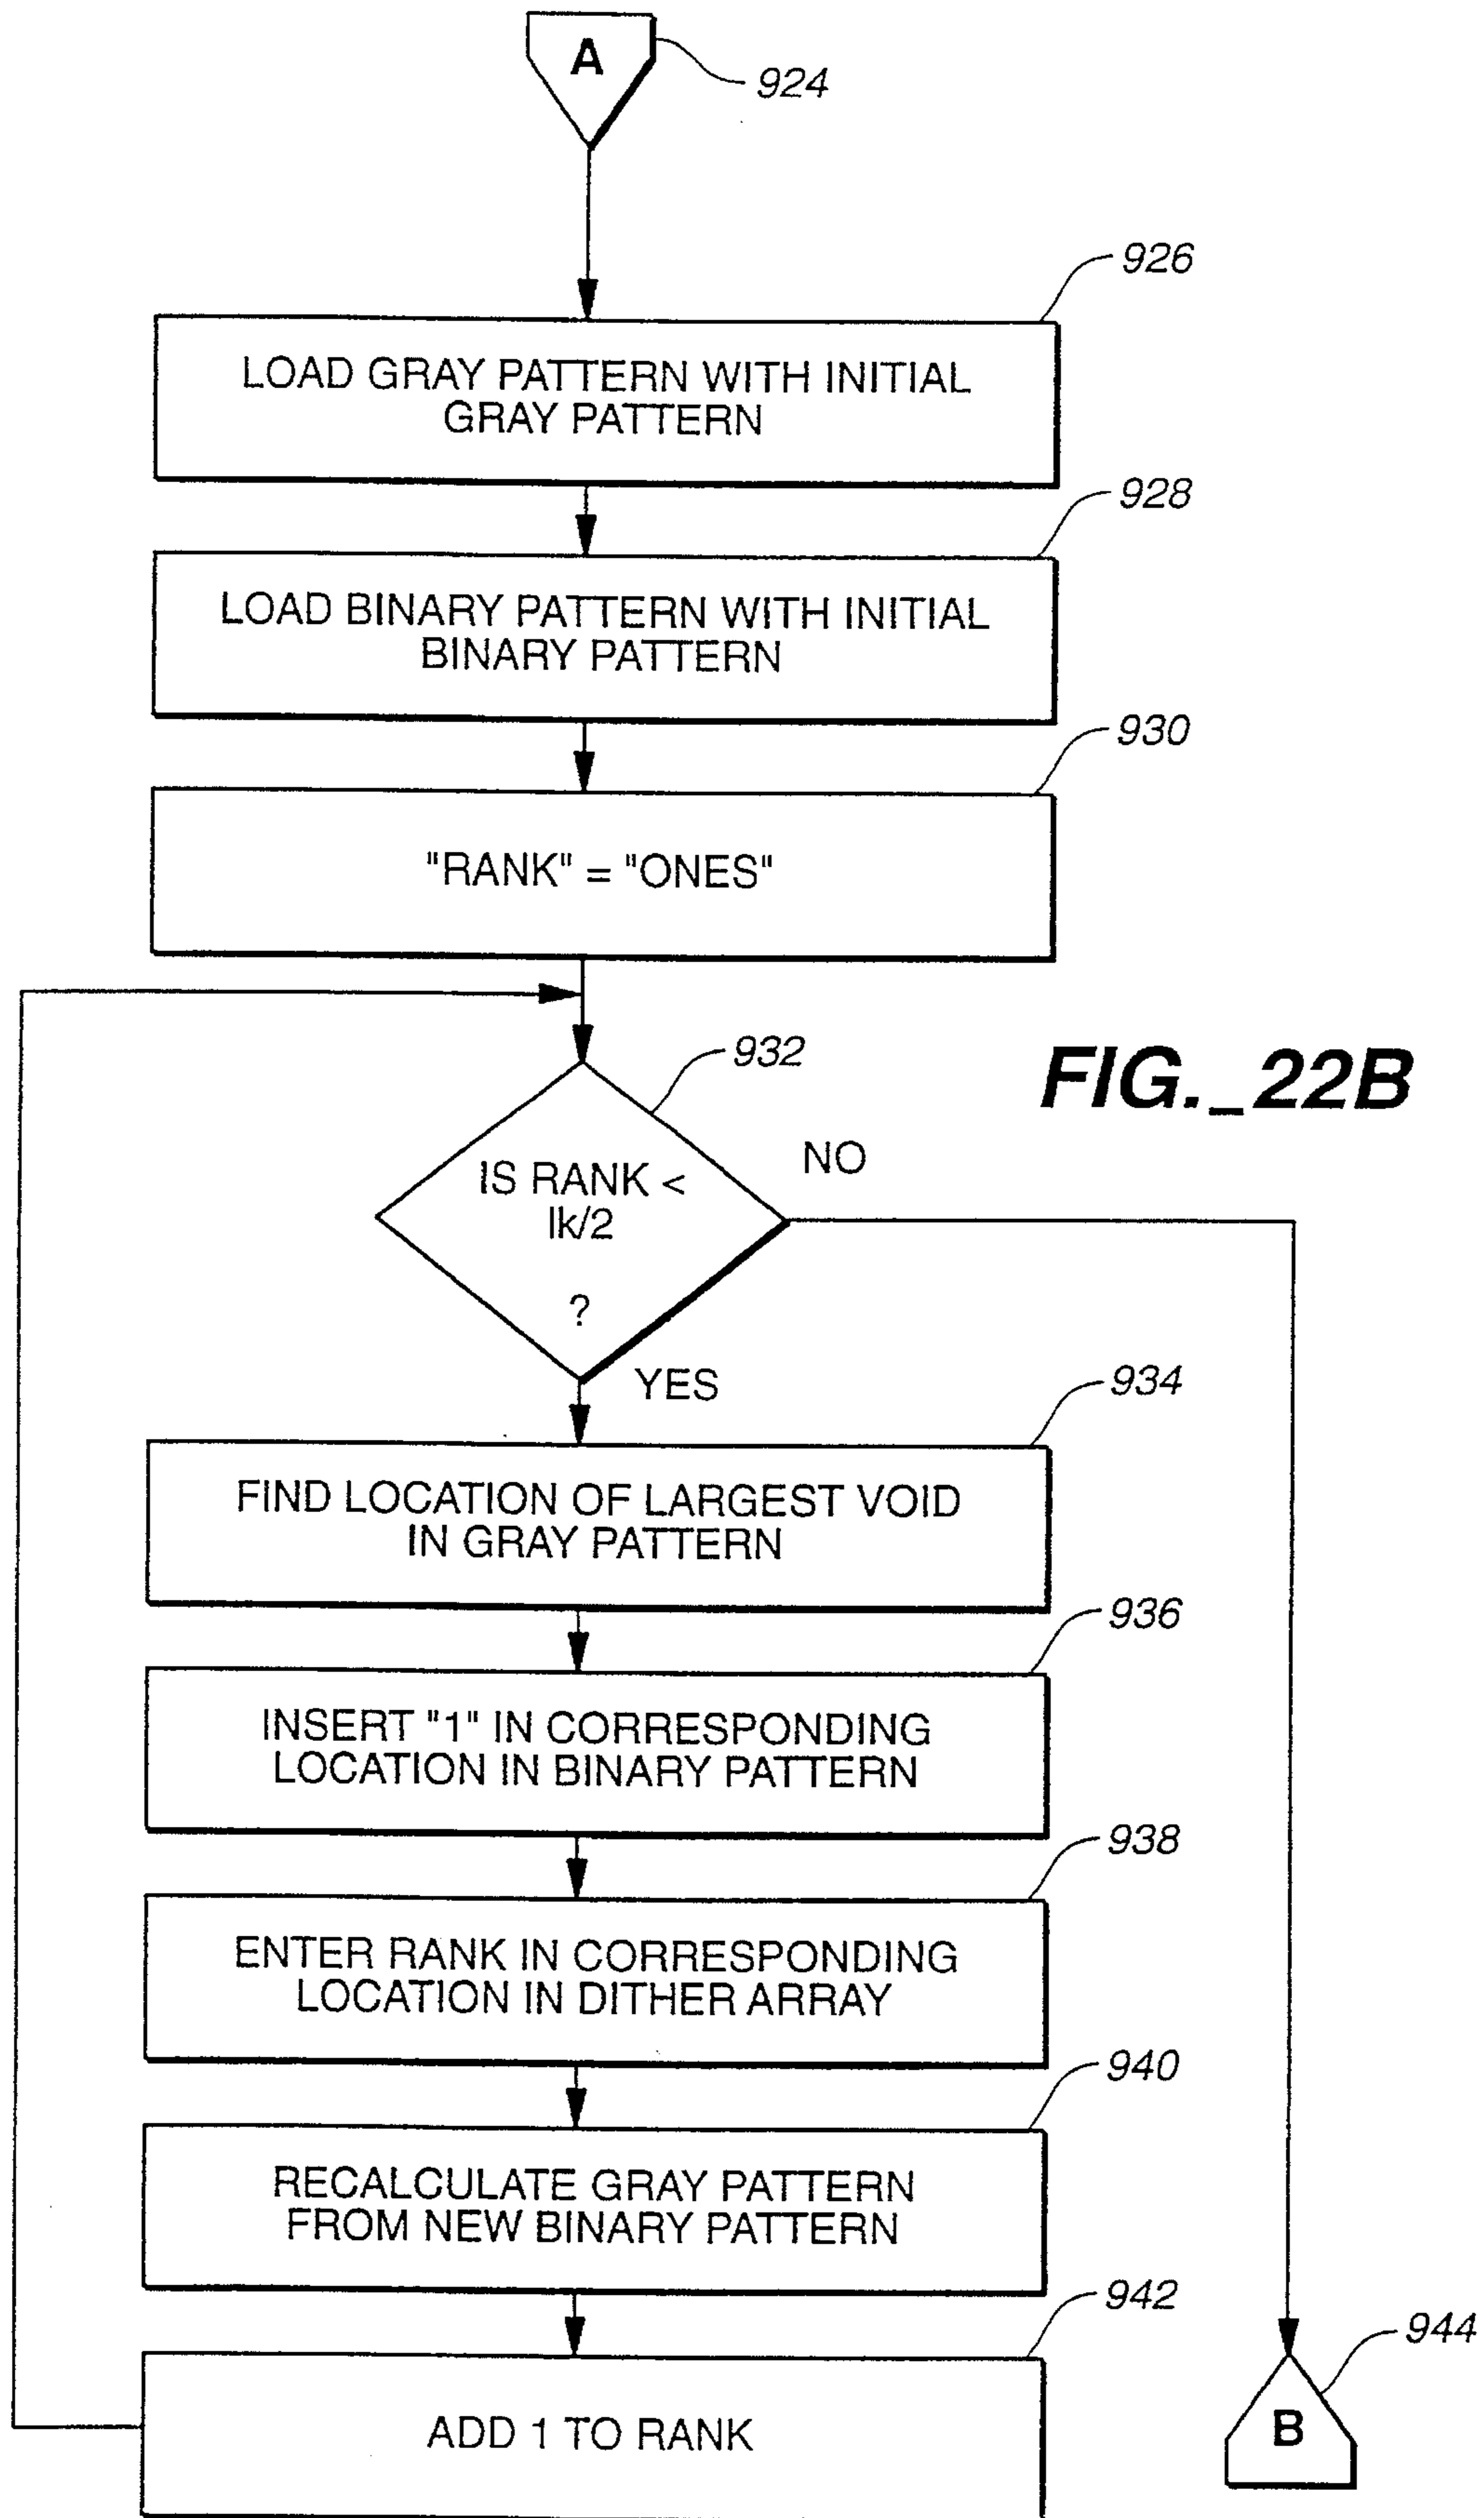 A
924
926
LOAD GRAY PATTERN WITH INITIAL
GRAY PATTERN
928
LOAD BINARY PATTERN WITH INITIAL
BINARY PATTERN
930
"RANK" = "ONES"
932
FIG._22B
NO
IS RANK <
lk/2
?
YES
934
FIND LOCATION OF LARGEST VOID
IN GRAY PATTERN
936
INSERT "1" IN CORRESPONDING
LOCATION IN BINARY PATTERN
938
ENTER RANK IN CORRESPONDING
LOCATION IN DITHER ARRAY
940
RECALCULATE GRAY PATTERN
FROM NEW BINARY PATTERN
942
944
ADD 1 TO RANK
B